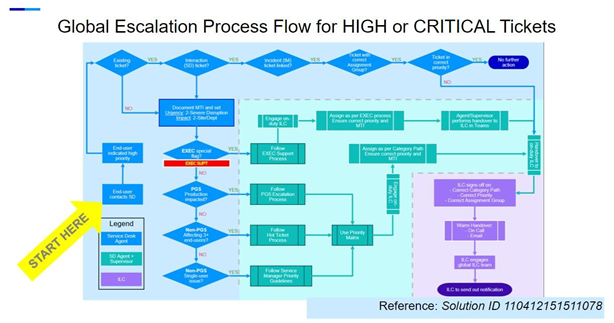 Global Escalation Process Flow for HIGH or CRITICAL Tickets
Existing
ticket?
YES
Interaction
(SD) ticket?
YES
Incident (IM)
ticket linked?
YES
Ticket with
correct
Assignment
Group?
YES
Ticket in
correct
priority?
YES
No further
action
NO
NO
Document MTI and set
Urgency: 2-Severe Disruption
Impact: 2-Site/Dept
EXEC special
flag?
EXEC SUPT
YES
Follow
EXEC Support
Process
Engage on-
duty ILC
Assign as per EXEC process
Ensure correct priority and
MTI
Agent/Supervisor
performs handover to
ILC in Teams
Assign as per Category Path
Ensure correct priority and
MTI
Handover to
on-duty ILC
End-user
indicated high
priority
End-user
contacts SD
NO
PGS
Production
impacted?
YES
Follow
PGS Escalation
Process
NO
Non-PGS
Affecting 3+
end-users?
YES
Follow
Hot Ticket
Process
NO
Non-PGS
Single-user
issue?
YES
Follow Service
Manager Priority
Guidelines
Use Priority
Matrix
Engage
on-duty ILC
ILC signs off on
- Correct Category Path
- Correct Priority
- Correct Assignment Group
Warm Handover:
- On Call
- Email
ILC engages
global ILC team
ILC to send out notification
START HERE
Legend
Service Desk
Agent
SD Agent +
Supervisor
ILC
Reference: Solution ID 110412151511078